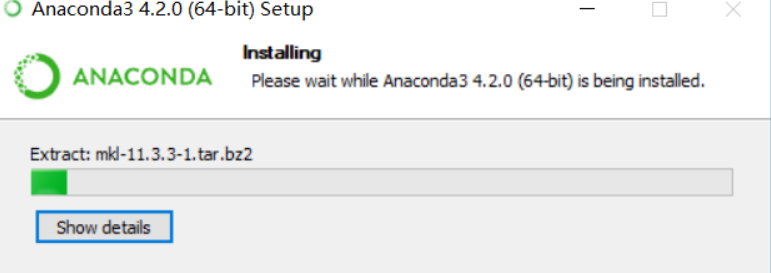 Anaconda3 4.2.0 (64-bit) Setup
Installing
ANACONDA
Please wait while Anaconda3 4.2.0 (64-bit) is being installed.
Extract: mkl-11.3.3-1.tar.bz2
Show details